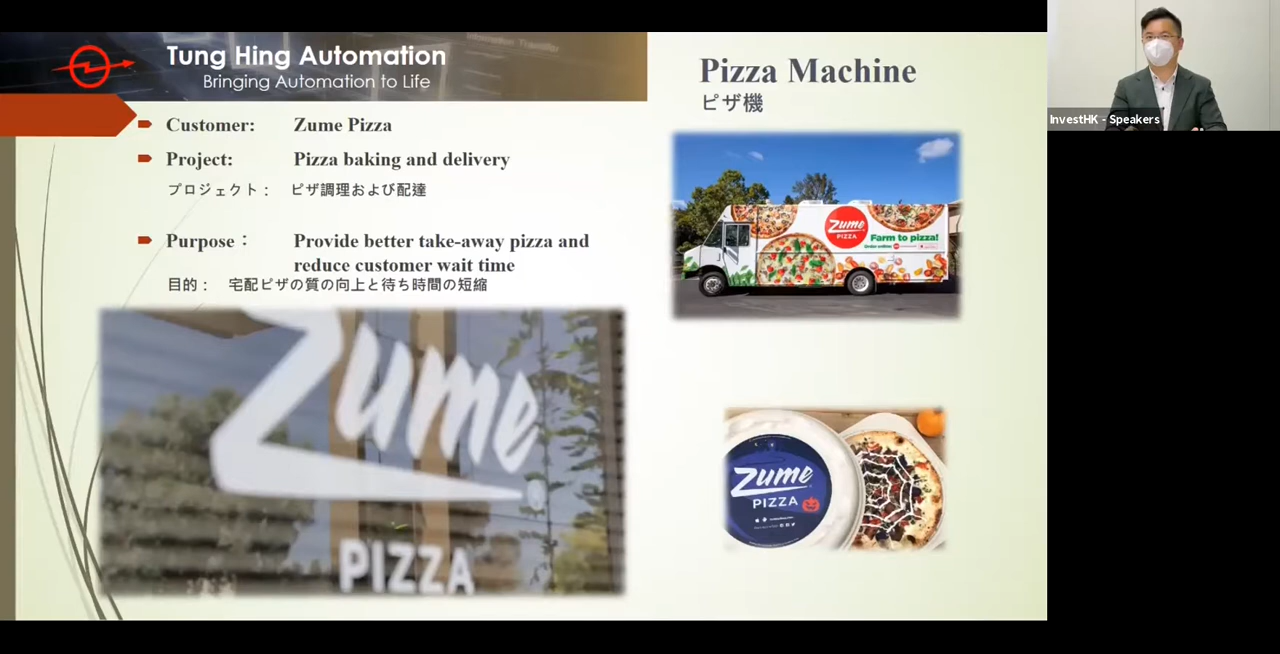 Tung Hing Automation
Bringing Automation to Life
Pizza Machine
ピザ機
Customer: Zume Pizza
Project: Pizza baking and delivery
プロジェクト： ピザ調理および配達
Purpose： Provide better take-away pizza and
reduce customer wait time
目的： 宅配ピザの質の向上と待ち時間の短縮
Zume
PIZZA
Zume
PIZZA
Farm to pizza!
Zume
PIZZA
InvestHK - Speakers